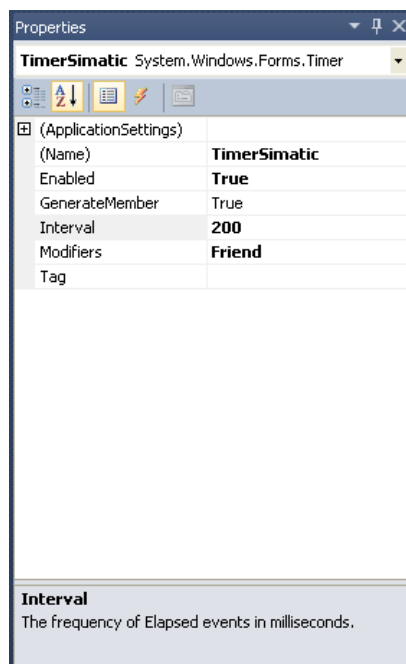 Properties
TimerSimatic System.Windows.Forms.Timer
A
Z
(ApplicationSettings)
(Name) TimerSimatic
Enabled True
GenerateMember True
Interval 200
Modifiers Friend
Tag
Interval
The frequency of Elapsed events in milliseconds.